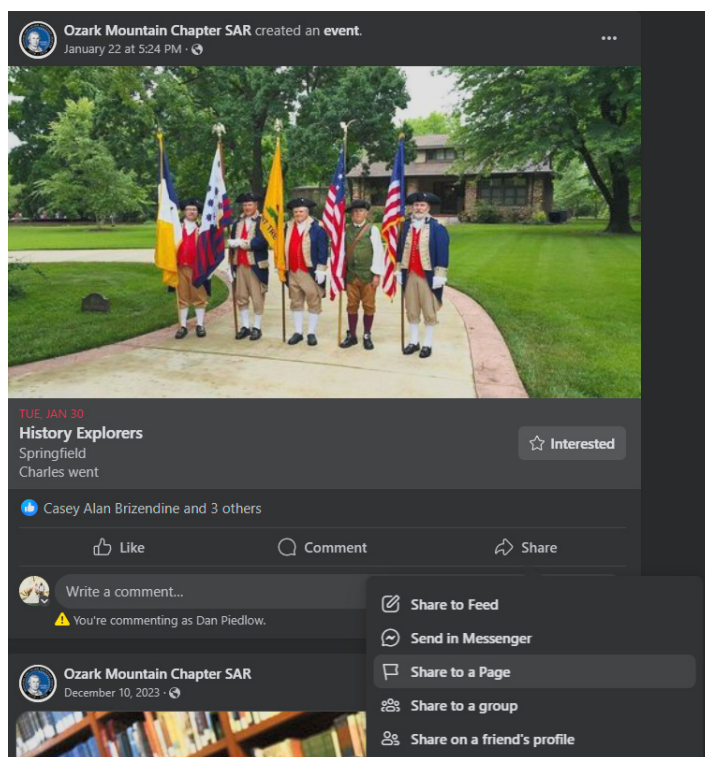 Ozark Mountain Chapter SAR created an event.
January 22 at 5:24 PM ·
TUE, JAN 30
History Explorers
Springfield
Charles went
Interested
Casey Alan Brizendine and 3 others
Like
Comment
Share
Write a comment...
You're commenting as Dan Piedlow.
Share to Feed
Send in Messenger
Share to a Page
Share to a group
Share on a friend's profile
Ozark Mountain Chapter SAR
December 10, 2023 ·